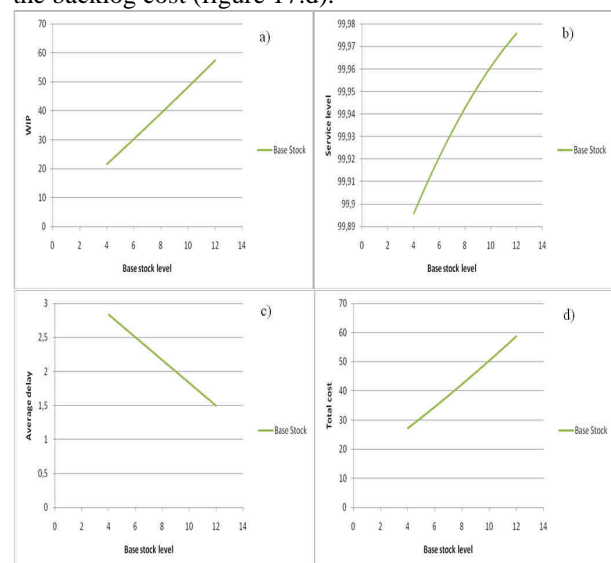 the backlog cost (figure 17.d).
a)
70
60
50
40
30
20
10
0
WIP
0 2 4 6 8 10 12 14
Base stock level
Base Stock
b)
99,98
99,97
99,96
99,95
99,94
99,93
99,92
99,91
99,9
99,89
Service level
0 2 4 6 8 10 12 14
Base stock level
Base Stock
c)
3
2,5
2
1,5
1
0,5
0
Average delay
0 2 4 6 8 10 12 14
Base stock level
Base Stock
d)
70
60
50
40
30
20
10
0
Total cost
0 2 4 6 8 10 12 14
Base stock level
Base Stock